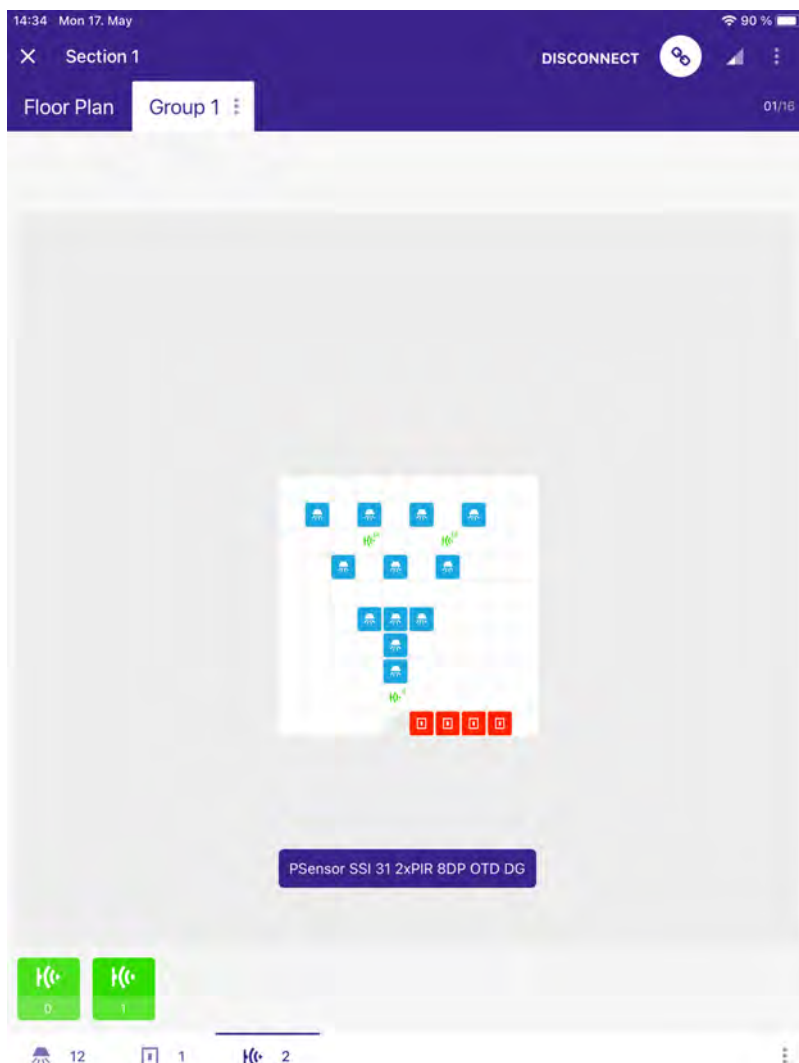 14:34 Mon 17. May 90 %
Section 1 DISCONNECT
Floor Plan Group 1 01/16
PSensor SSI 31 2xPIR 8DP OTD DG
0 1
12 1 2